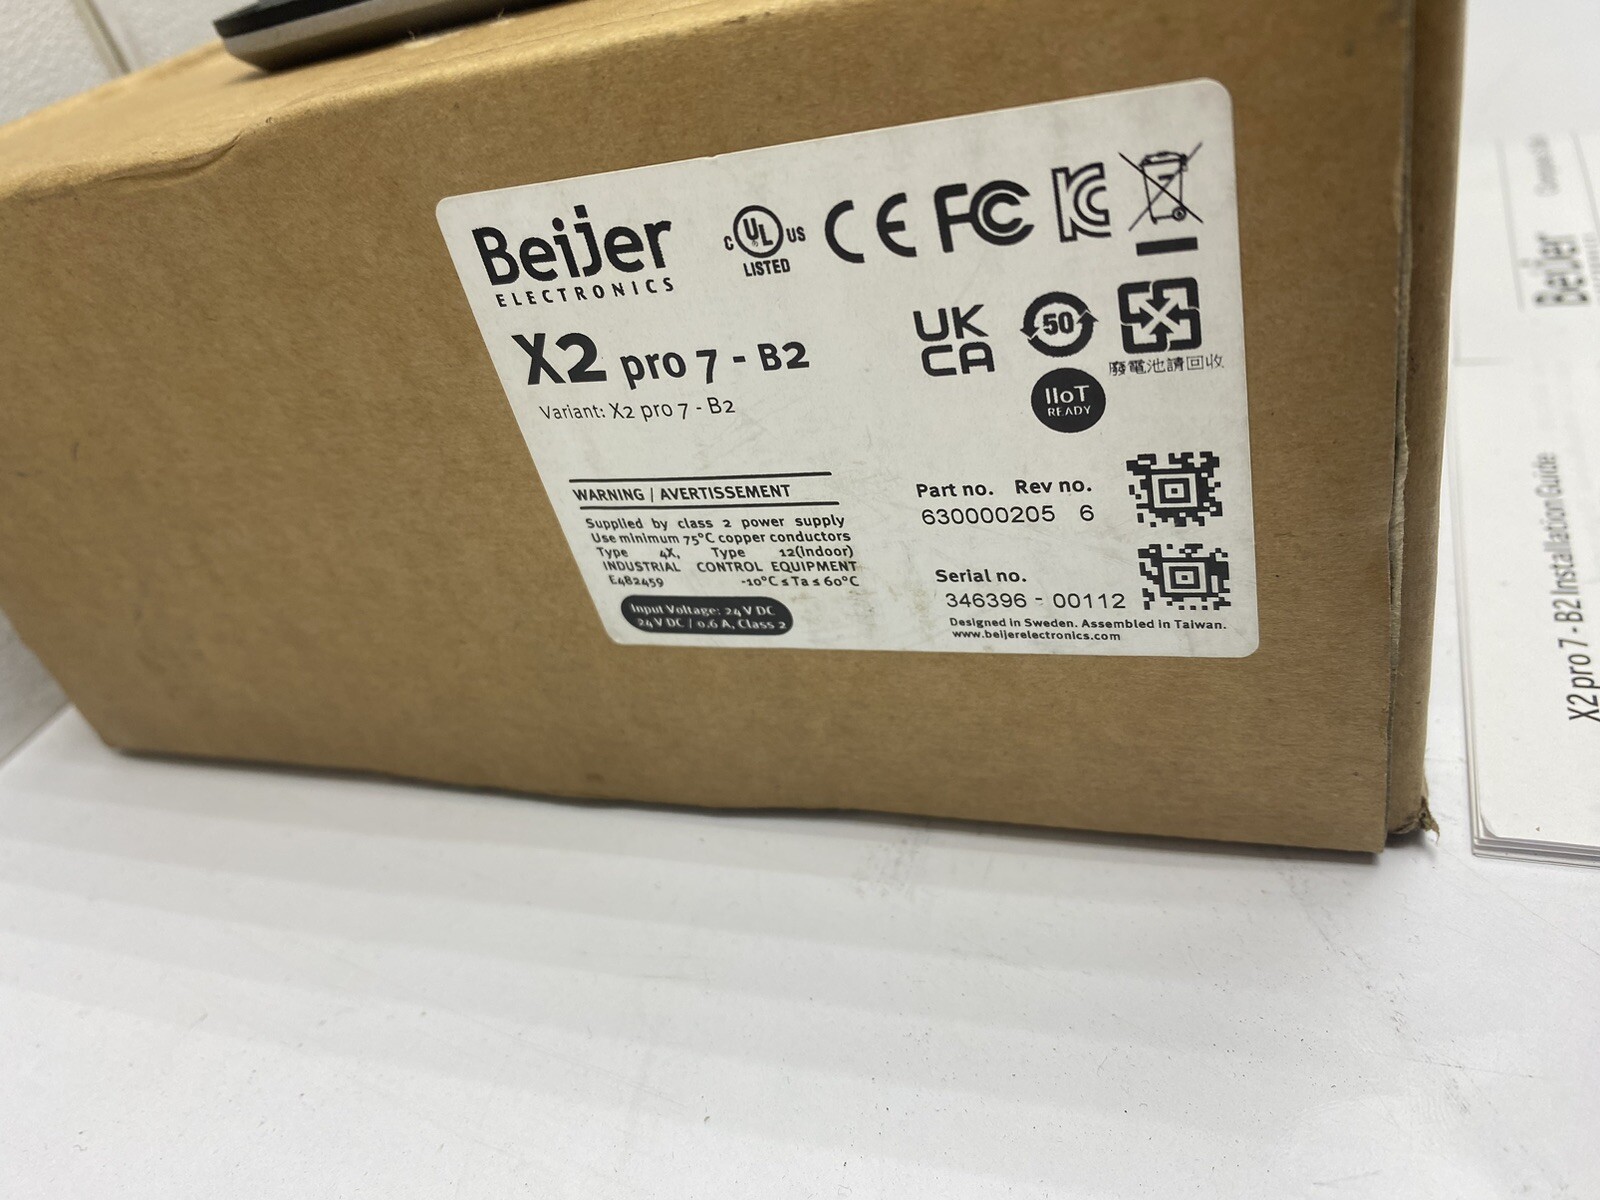 Beijer
ELECTRONICS
C UL US
LISTED
CE FC KC
X2 pro 7 - B2
Variant: X2 pro 7 - B2
UK
CA
50
廢電池請回收
IIoT
READY
WARNING / AVERTISSEMENT
Supplied by class 2 power supply
Use minimum 75°C copper conductors
Type 4X, Type 12(Indoor)
INDUSTRIAL CONTROL EQUIPMENT
E482459 -10°C ≤ Ta ≤ 60°C
Input Voltage: 24 V DC
24V DC / 0,6 A, Class 2
Part no. Rev no.
630000205 6
Serial no.
346396 - 00112
Designed in Sweden. Assembled in Taiwan.
www.beijerelectronics.com
Beijer
X2 pro 7 - B2 Installation Guide